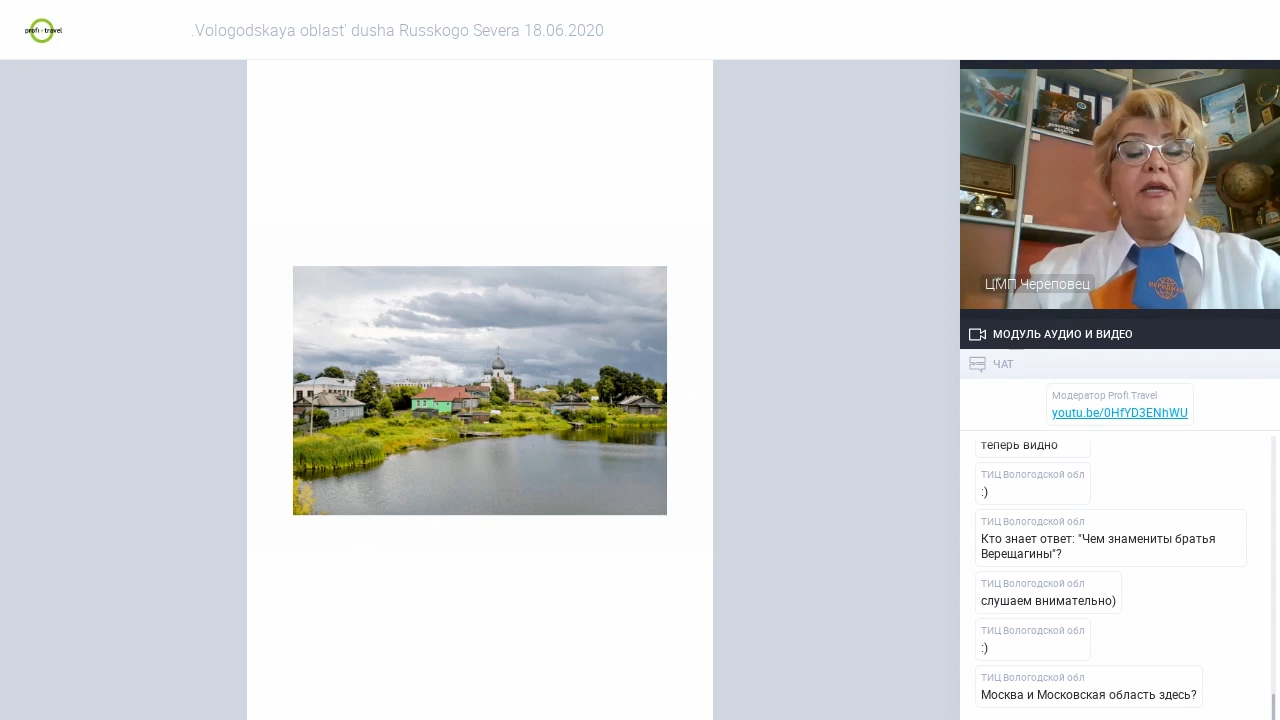 profi travel
.Vologodskaya oblast' dusha Russkogo Severa 18.06.2020
ВОЛОГОДСКАЯ
ОБЛАСТЬ
ЦМП Череповец
МОДУЛЬ АУДИО И ВИДЕО
ЧАТ
Модератор Profi.Travel
youtu.be/0HfYD3ENhWU
теперь видно
ТИЦ Вологодской обл
:)
ТИЦ Вологодской обл
Кто знает ответ: "Чем знамениты братья
Верещагины"?
ТИЦ Вологодской обл
слушаем внимательно)
ТИЦ Вологодской обл
:)
ТИЦ Вологодской обл
Москва и Московская область здесь?